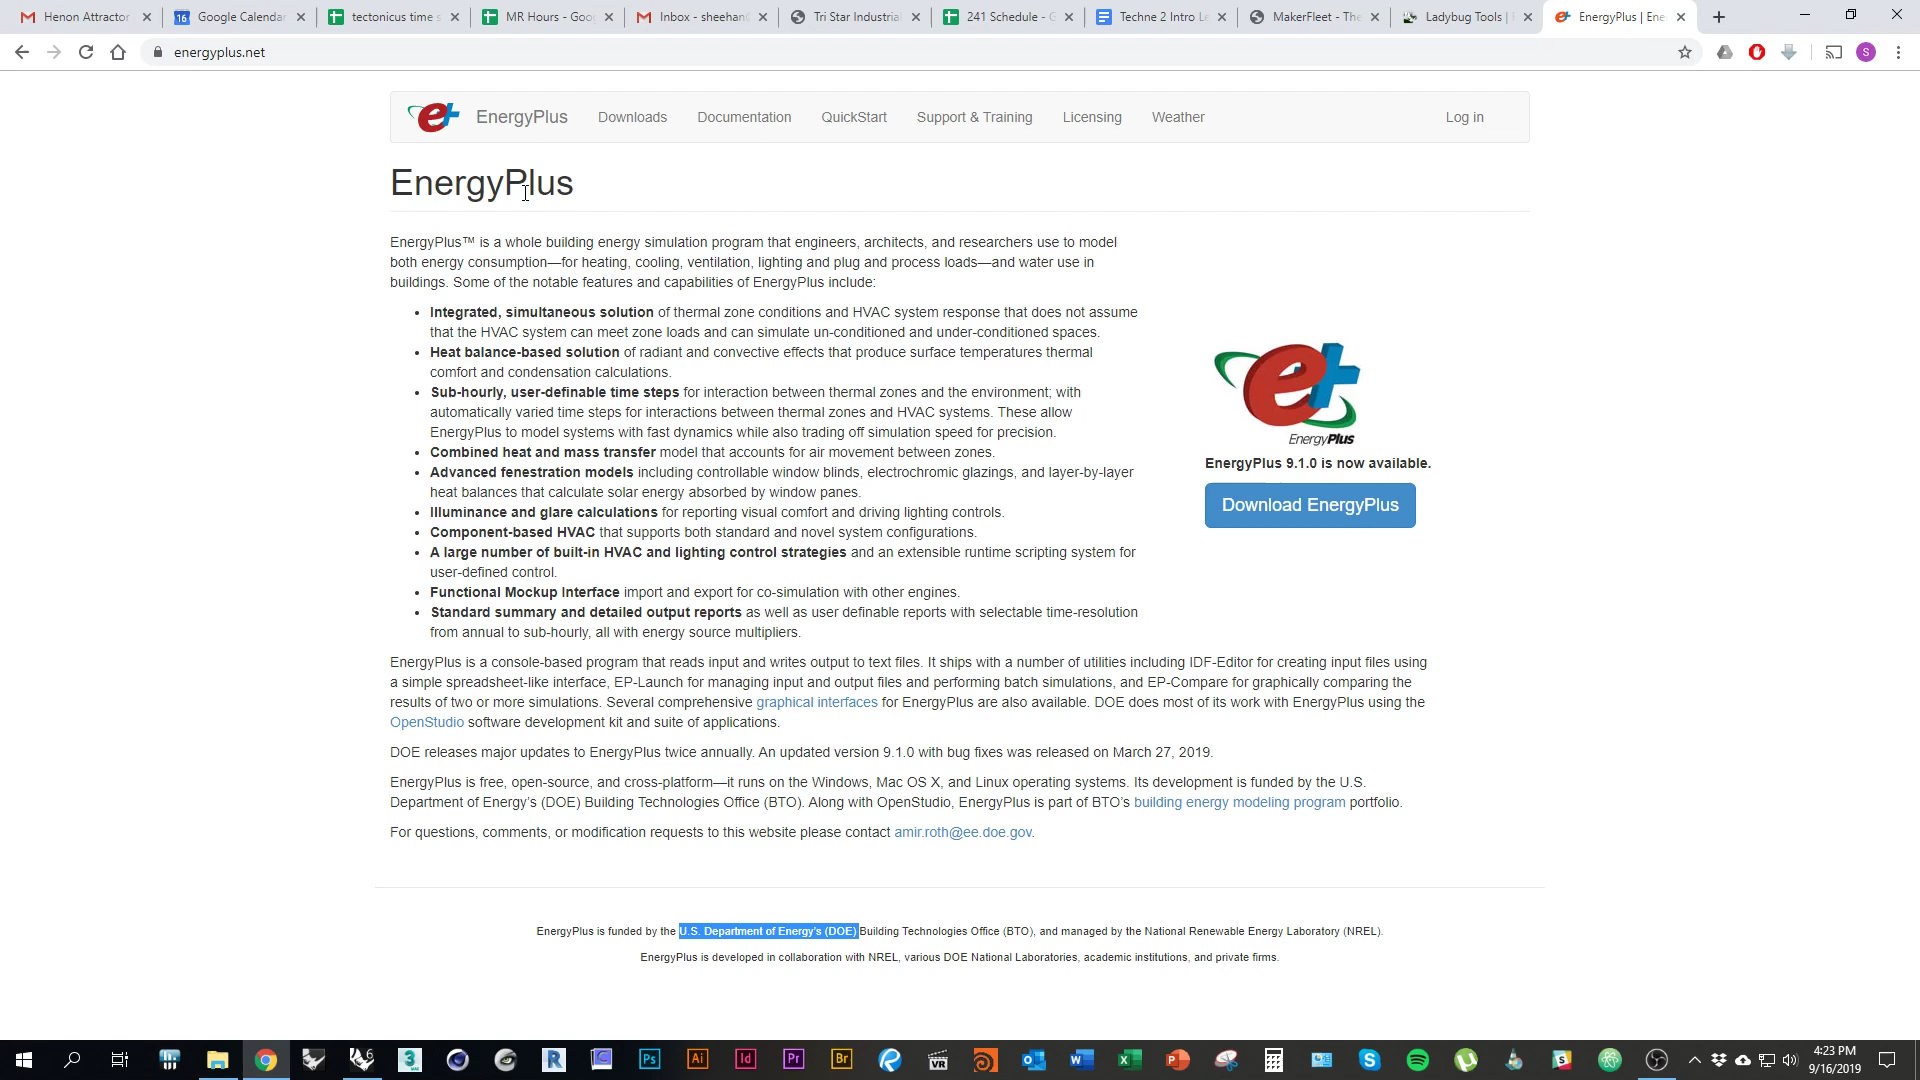 Henon Attractor
Google Calendar
tectonicus time s
MR Hours - Goo
Inbox - sheehan
Tri Star Industrial
241 Schedule - G
Techne 2 Intro Le
MakerFleet - The
Ladybug Tools |
EnergyPlus | Ene
energyplus.net
S
EnergyPlus
Downloads
Documentation
QuickStart
Support & Training
Licensing
Weather
Log in
EnergyPlus
EnergyPlus™ is a whole building energy simulation program that engineers, architects, and researchers use to model
both energy consumption—for heating, cooling, ventilation, lighting and plug and process loads—and water use in
buildings. Some of the notable features and capabilities of EnergyPlus include:
• Integrated, simultaneous solution of thermal zone conditions and HVAC system response that does not assume
that the HVAC system can meet zone loads and can simulate un-conditioned and under-conditioned spaces.
• Heat balance-based solution of radiant and convective effects that produce surface temperatures thermal
comfort and condensation calculations.
• Sub-hourly, user-definable time steps for interaction between thermal zones and the environment; with
automatically varied time steps for interactions between thermal zones and HVAC systems. These allow
EnergyPlus to model systems with fast dynamics while also trading off simulation speed for precision.
• Combined heat and mass transfer model that accounts for air movement between zones.
• Advanced fenestration models including controllable window blinds, electrochromic glazings, and layer-by-layer
heat balances that calculate solar energy absorbed by window panes.
• Illuminance and glare calculations for reporting visual comfort and driving lighting controls.
• Component-based HVAC that supports both standard and novel system configurations.
• A large number of built-in HVAC and lighting control strategies and an extensible runtime scripting system for
user-defined control.
• Functional Mockup Interface import and export for co-simulation with other engines.
• Standard summary and detailed output reports as well as user definable reports with selectable time-resolution
from annual to sub-hourly, all with energy source multipliers.
EnergyPlus
EnergyPlus 9.1.0 is now available.
Download EnergyPlus
EnergyPlus is a console-based program that reads input and writes output to text files. It ships with a number of utilities including IDF-Editor for creating input files using
a simple spreadsheet-like interface, EP-Launch for managing input and output files and performing batch simulations, and EP-Compare for graphically comparing the
results of two or more simulations. Several comprehensive graphical interfaces for EnergyPlus are also available. DOE does most of its work with EnergyPlus using the
OpenStudio software development kit and suite of applications.
DOE releases major updates to EnergyPlus twice annually. An updated version 9.1.0 with bug fixes was released on March 27, 2019.
EnergyPlus is free, open-source, and cross-platform—it runs on the Windows, Mac OS X, and Linux operating systems. Its development is funded by the U.S.
Department of Energy's (DOE) Building Technologies Office (BTO). Along with OpenStudio, EnergyPlus is part of BTO's building energy modeling program portfolio.
For questions, comments, or modification requests to this website please contact amir.roth@ee.doe.gov.
EnergyPlus is funded by the U.S. Department of Energy's (DOE) Building Technologies Office (BTO), and managed by the National Renewable Energy Laboratory (NREL).
EnergyPlus is developed in collaboration with NREL, various DOE National Laboratories, academic institutions, and private firms.
4:23 PM
9/16/2019